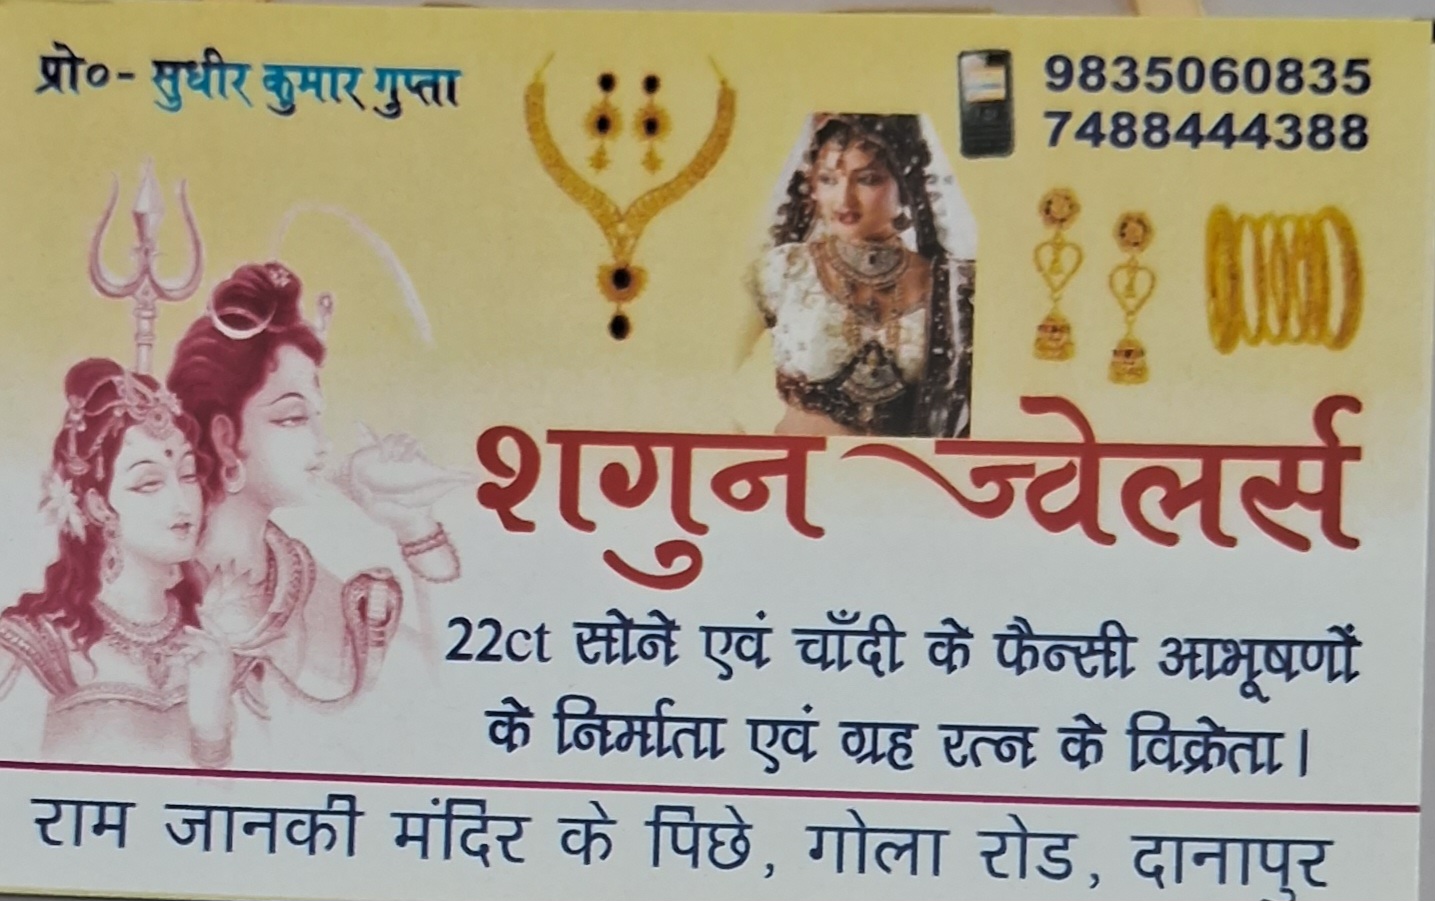 प्रो०- सुधीर कुमार गुप्ता
9835060835
7488444388
शगुन ज्वेलर्स
22ct सोने एवं चाँदी के फैन्सी आभूषणों
के निर्माता एवं ग्रह रत्न के विक्रेता।
राम जानकी मंदिर के पिछे, गोला रोड, दानापुर